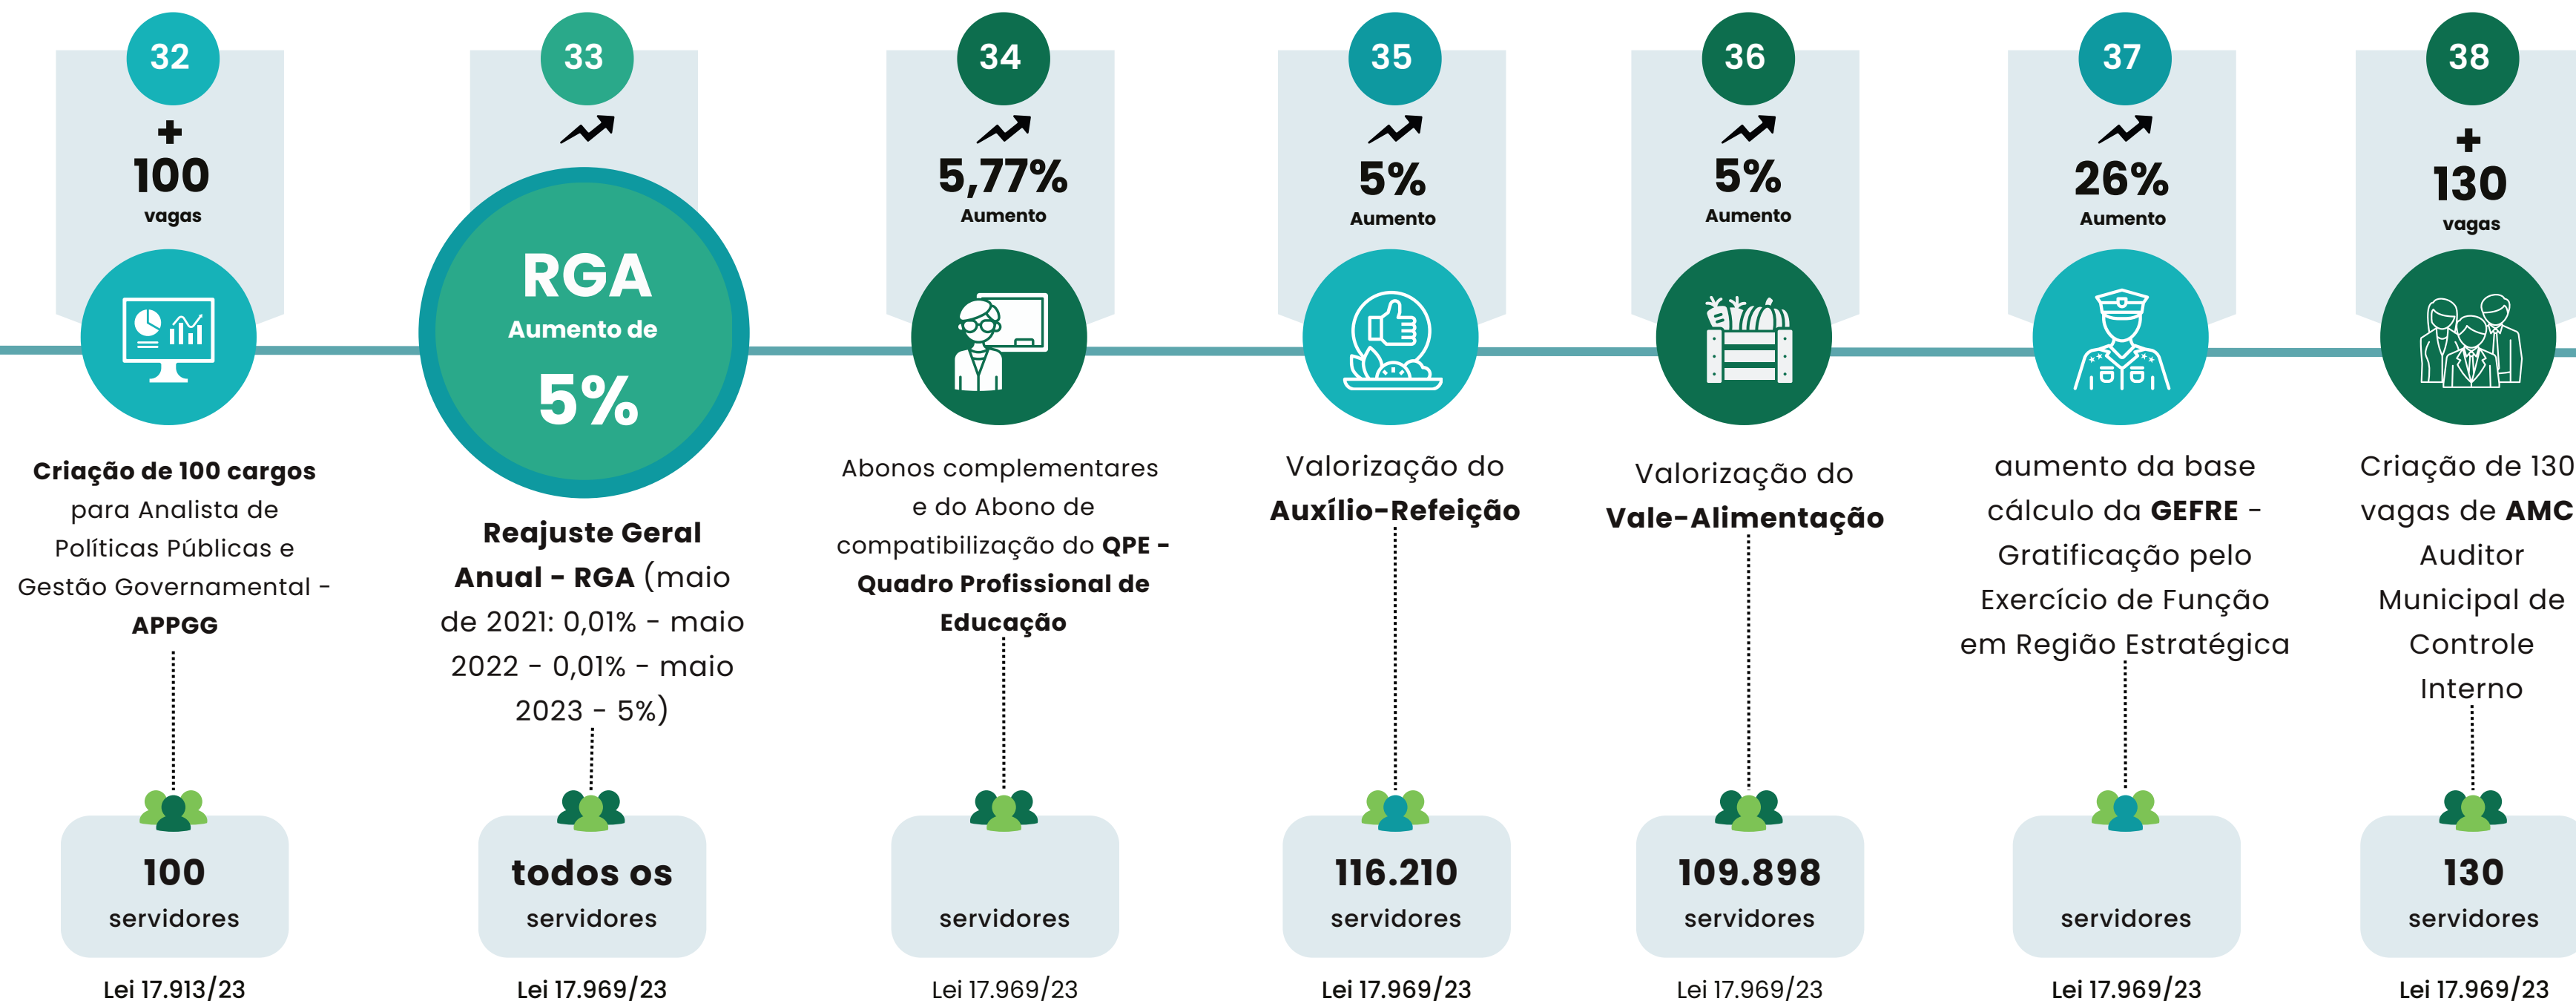 32
+
100
vagas
Criação de 100 cargos
para Analista de
Políticas Públicas e
Gestão Governamental -
APPGG
100
servidores
Lei 17.913/23
33
RGA
Aumento de
5%
Reajuste Geral
Anual - RGA (maio
de 2021: 0,01% - maio
2022 - 0,01% - maio
2023 - 5%)
todos os
servidores
Lei 17.969/23
34
5,77%
Aumento
Abonos complementares
e do Abono de
compatibilização do QPE -
Quadro Profissional de
Educação
servidores
Lei 17.969/23
35
5%
Aumento
Valorização do
Auxílio-Refeição
116.210
servidores
Lei 17.969/23
36
5%
Aumento
Valorização do
Vale-Alimentação
109.898
servidores
Lei 17.969/23
37
26%
Aumento
aumento da base
cálculo da GEFRE -
Gratificação pelo
Exercício de Função
em Região Estratégica
servidores
Lei 17.969/23
38
+
130
vagas
Criação de 130
vagas de AMC
Auditor
Municipal de
Controle
Interno
130
servidores
Lei 17.969/23